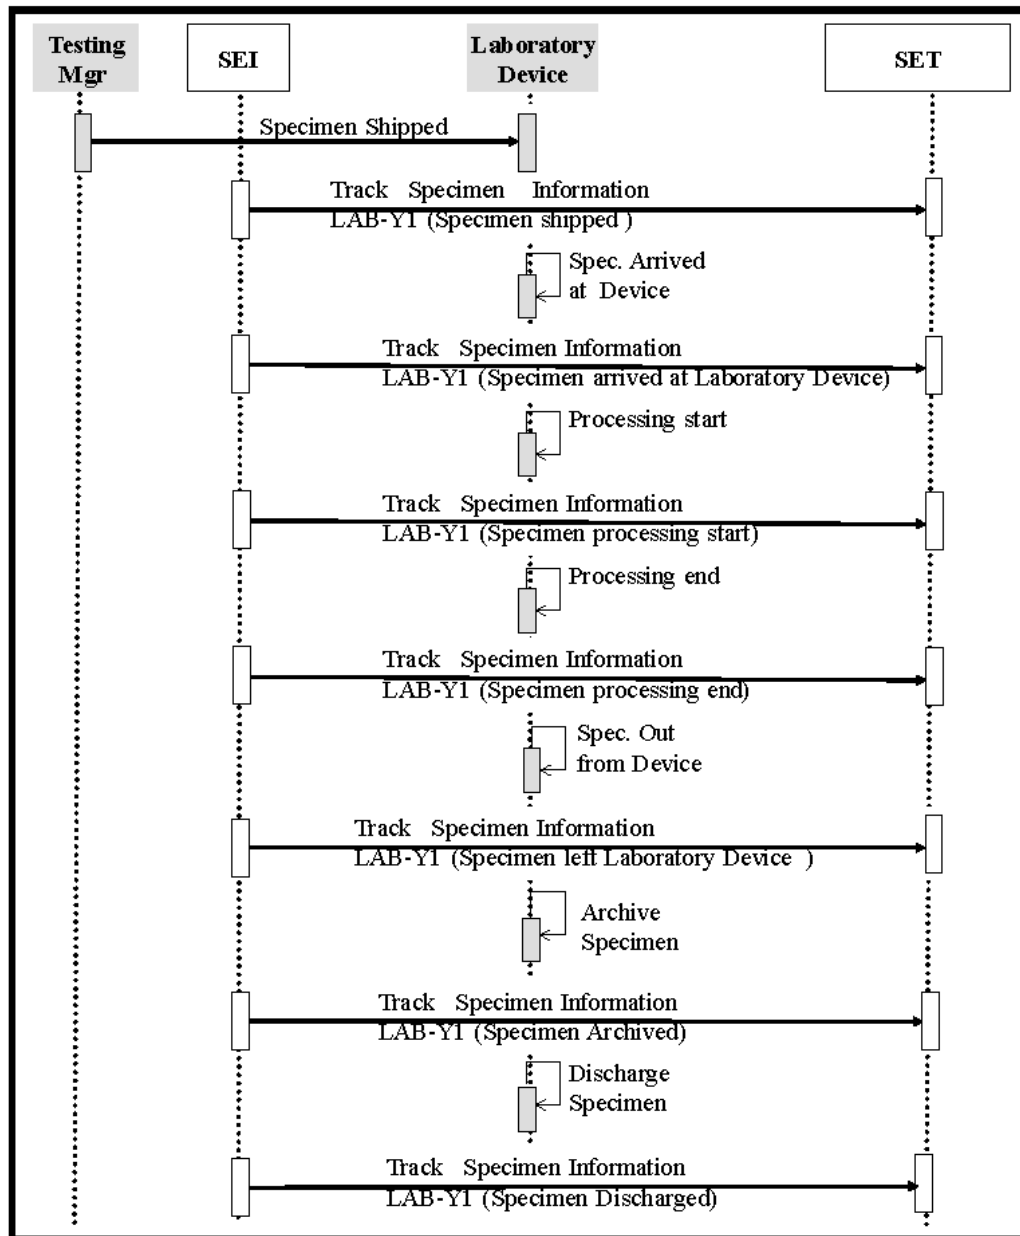 Testing
Mgr
SEI
Laboratory
Device
SET
Specimen Shipped
Track Specimen Information
LAB-Y1 (Specimen shipped )
Spec. Arrived
at Device
Track Specimen Information
LAB-Y1 (Specimen arrived at Laboratory Device)
Processing start
Track Specimen Information
LAB-Y1 (Specimen processing start)
Processing end
Track Specimen Information
LAB-Y1 (Specimen processing end)
Spec. Out
from Device
Track Specimen Information
LAB-Y1 (Specimen left Laboratory Device )
Archive
Specimen
Track Specimen Information
LAB-Y1 (Specimen Archived)
Discharge
Specimen
Track Specimen Information
LAB-Y1 (Specimen Discharged)